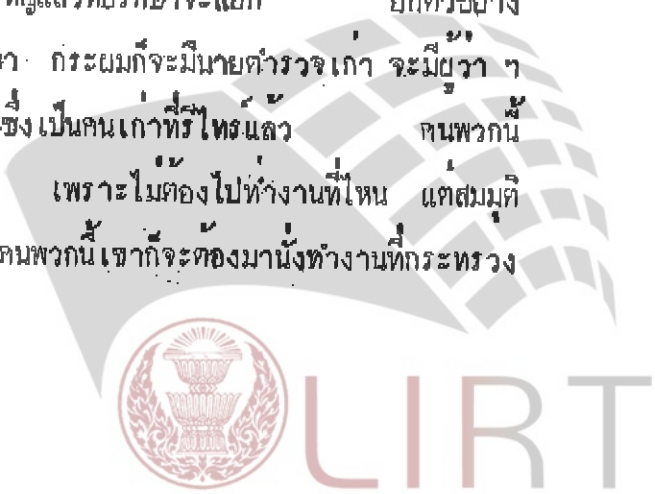 ยกตัวอย่าง
กระผมก็จะมีนายตำรวจเก่า จะมีผู้ว่า ๆ
ซึ่งเป็นคนเก่าที่รีไทร์แล้ว คนพวกนี้
เพราะไม่ต้องไปทำงานที่ไหน แต่สมมุติ
คนพวกนี้เขาก็จะต้องมานั่งทำงานที่กระทรวง
LIRT